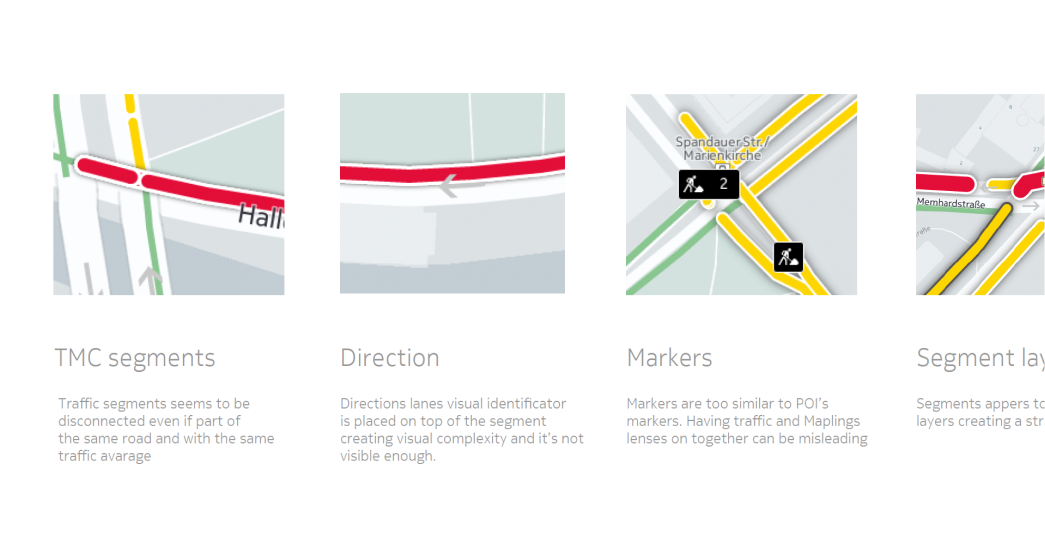 Hall
Spandauer Str./
Marienkirche
2
Memhardstraße
2
27
TMC segments
Traffic segments seems to be
disconnected even if part of
the same road and with the same
traffic avarage
Direction
Directions lanes visual identificator
is placed on top of the segment
creating visual complexity and it's not
visible enough.
Markers
Markers are too similar to POI's
markers. Having traffic and Maplings
lenses on together can be misleading
Segment lay
Segments appers to
layers creating a str